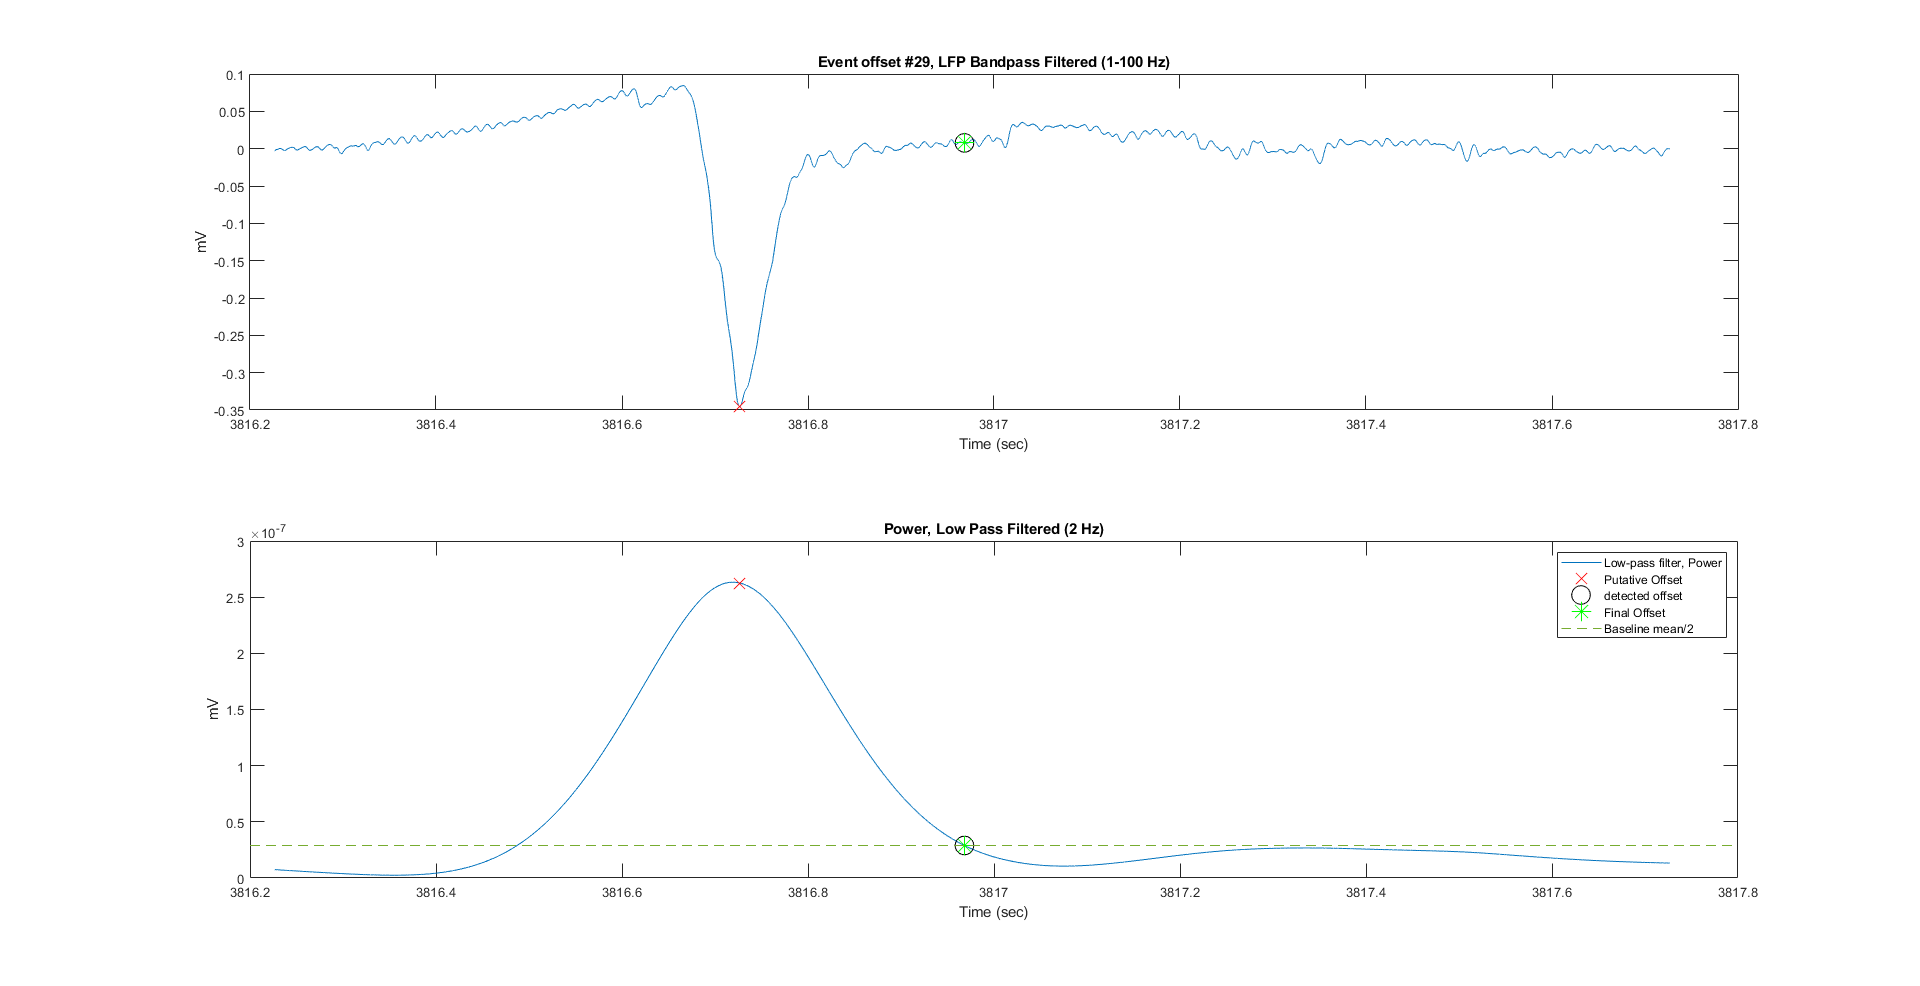 Event offset #29, LFP Bandpass Filtered (1-100 Hz)
0.1
0.05
0
-0.05
-0.1
-0.15
-0.2
-0.25
-0.3
-0.35
mV
3816.2 3816.4 3816.6 3816.8 3817 3817.2 3817.4 3817.6 3817.8
Time (sec)
Power, Low Pass Filtered (2 Hz)
×10-7
3
2.5
2
1.5
1
0.5
0
mV
Low-pass filter, Power
Putative Offset
detected offset
Final Offset
Baseline mean/2
3816.2 3816.4 3816.6 3816.8 3817 3817.2 3817.4 3817.6 3817.8
Time (sec)